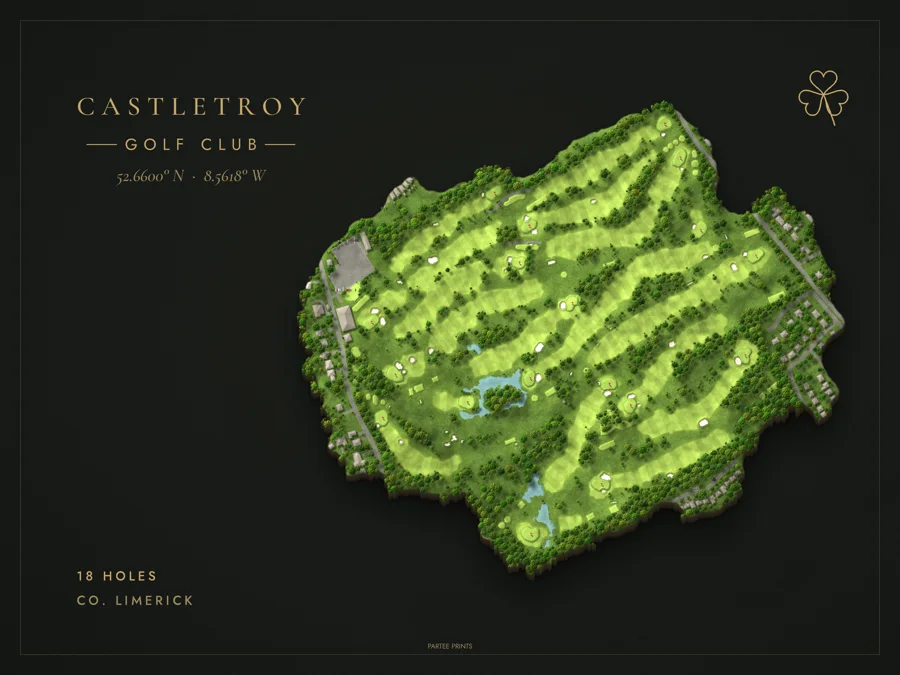 CASTLETROY
GOLF CLUB
52.6600° N · 8.5618° W
18 HOLES
CO. LIMERICK
PARTEE PRINTS